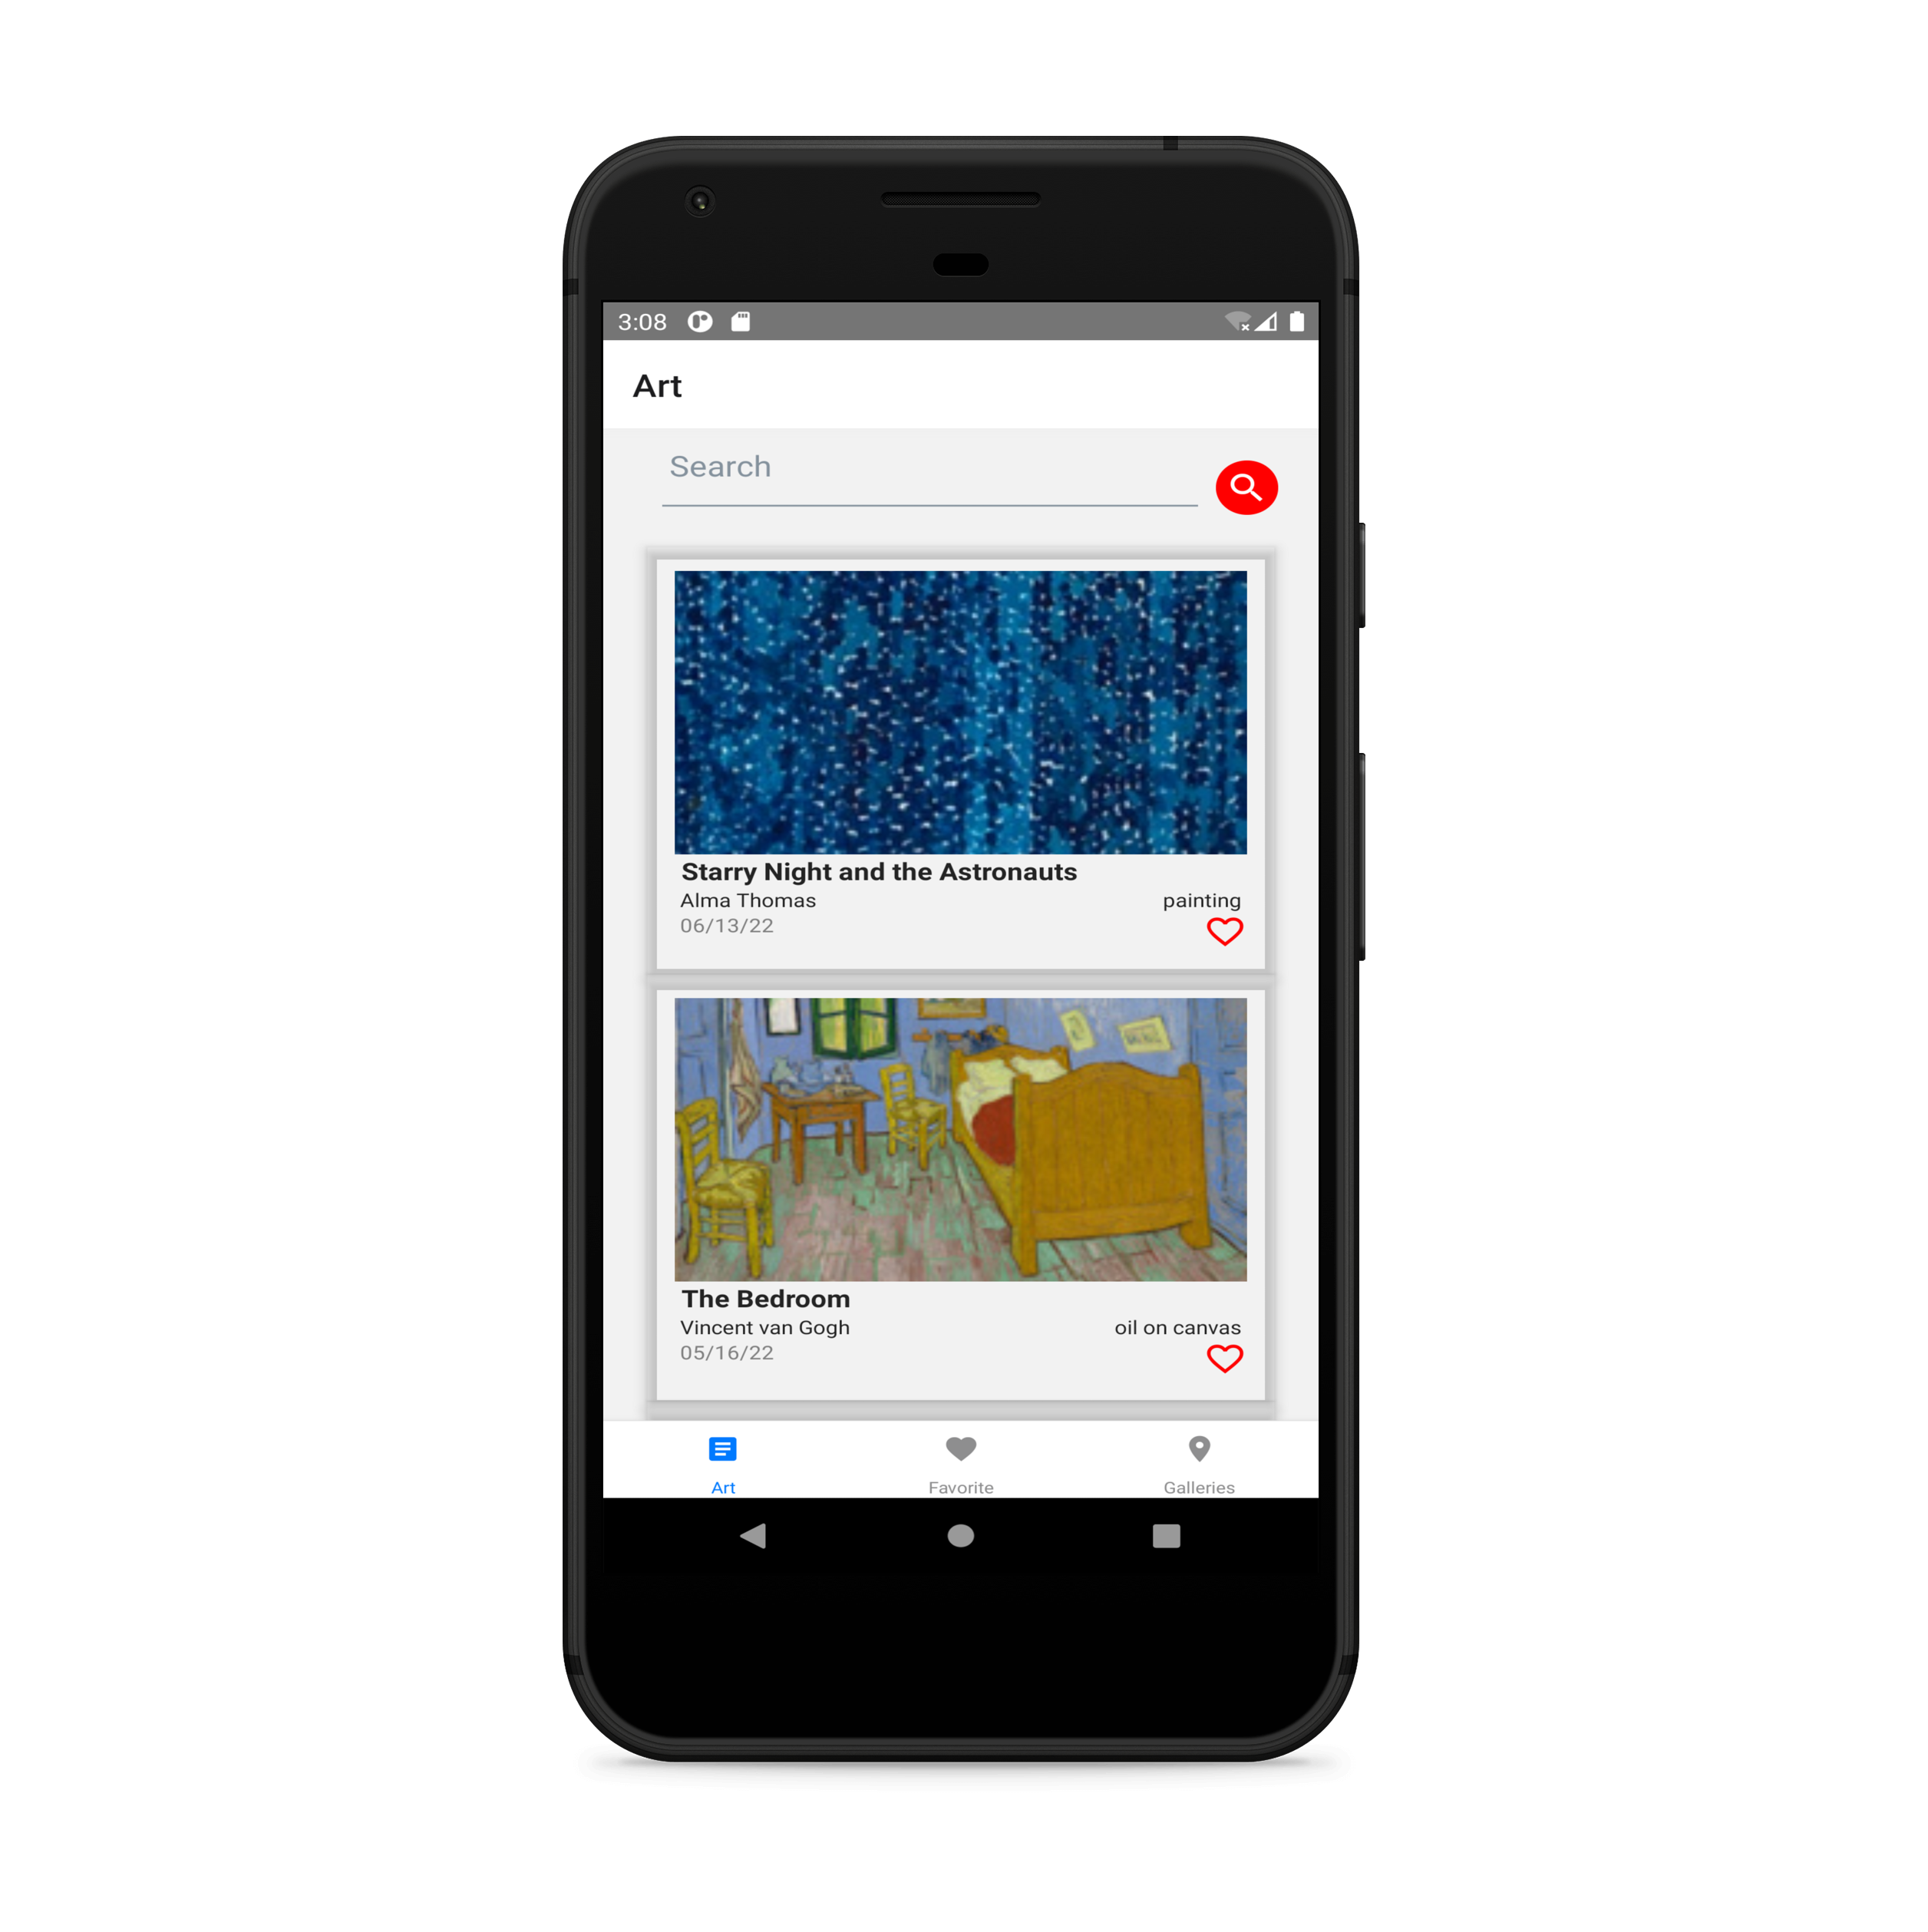 3:08
Art
Search
Starry Night and the Astronauts
Alma Thomas painting
06/13/22
The Bedroom
Vincent van Gogh oil on canvas
05/16/22
Art Favorite Galleries